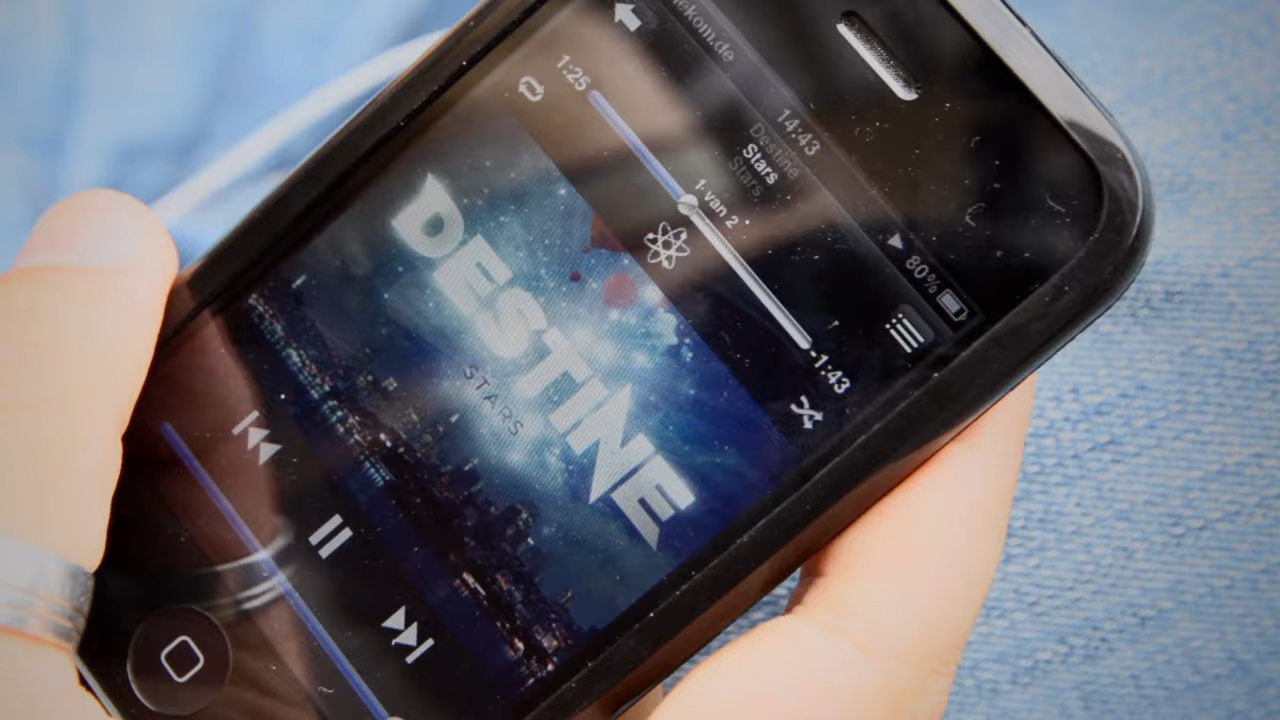 ekom.de
14:43
80%
Destine
Stars
Stars
1 van 2
1:25
-1:43
DESTINE
STARS